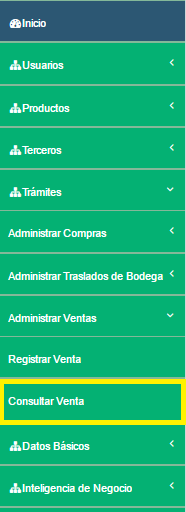 Inicio
Usuarios
Productos
Terceros
Trámites
Administrar Compras
Administrar Traslados de Bodega
Administrar Ventas
Registrar Venta
Consultar Venta
Datos Básicos
Inteligencia de Negocio